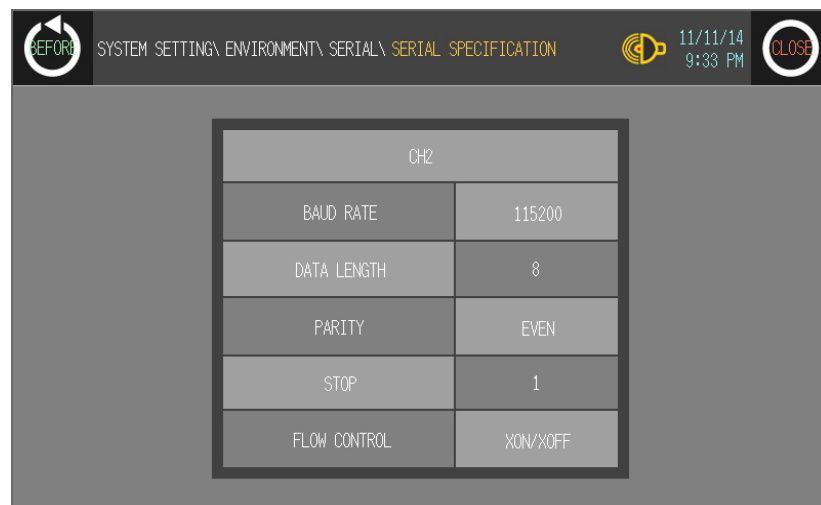 BEFORE
SYSTEM SETTING\ ENVIRONMENT\ SERIAL\ SERIAL SPECIFICATION
11/11/14
9:33 PM
CLOSE
CH2
BAUD RATE 115200
DATA LENGTH 8
PARITY EVEN
STOP 1
FLOW CONTROL XON/XOFF